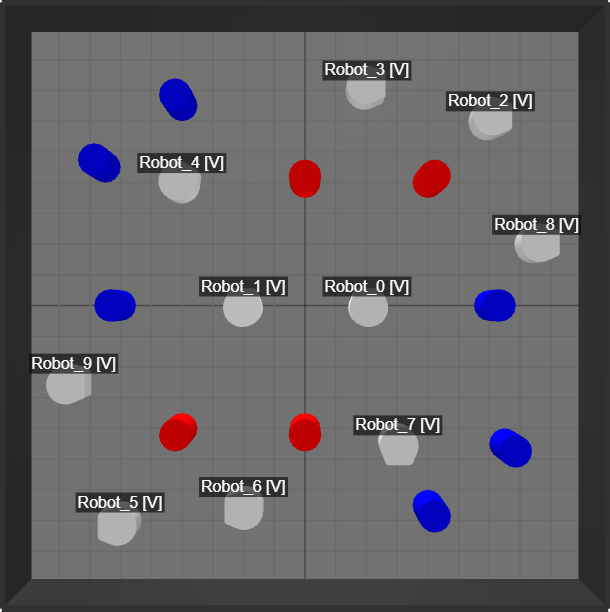 Robot_3 [V]
Robot_2 [V]
Robot_4 [V]
Robot_8 [V]
Robot_1 [V]
Robot_0 [V]
Robot_9 [V]
Robot_7 [V]
Robot_6 [V]
Robot_5 [V]